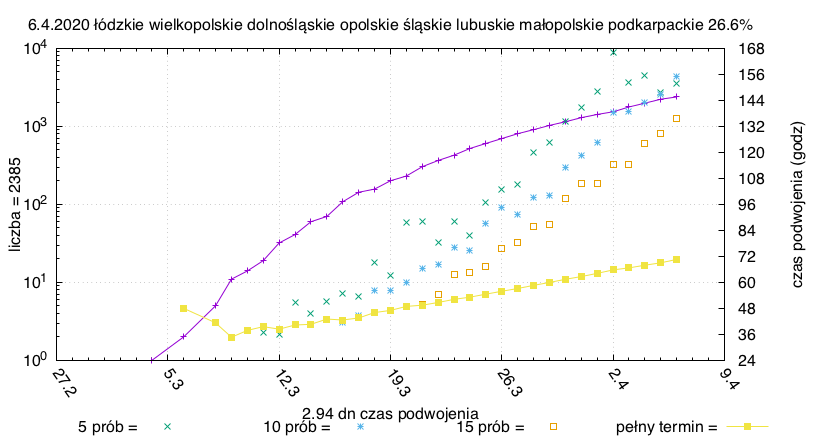 6.4.2020 łódzkie wielkopolskie dolnośląskie opolskie śląskie lubuskie małopolskie podkarpackie 26.6%
10^4 168
156
144
10^3 132
120
108
10^2 96
84
72
10^1 60
48
36
10^0 24
liczba = 2385
czas podwojenia (godz)
27.2 5.3 12.3 19.3 26.3 2.4 9.4
2.94 dn czas podwojenia
5 prób = 10 prób = 15 prób = pełny termin =